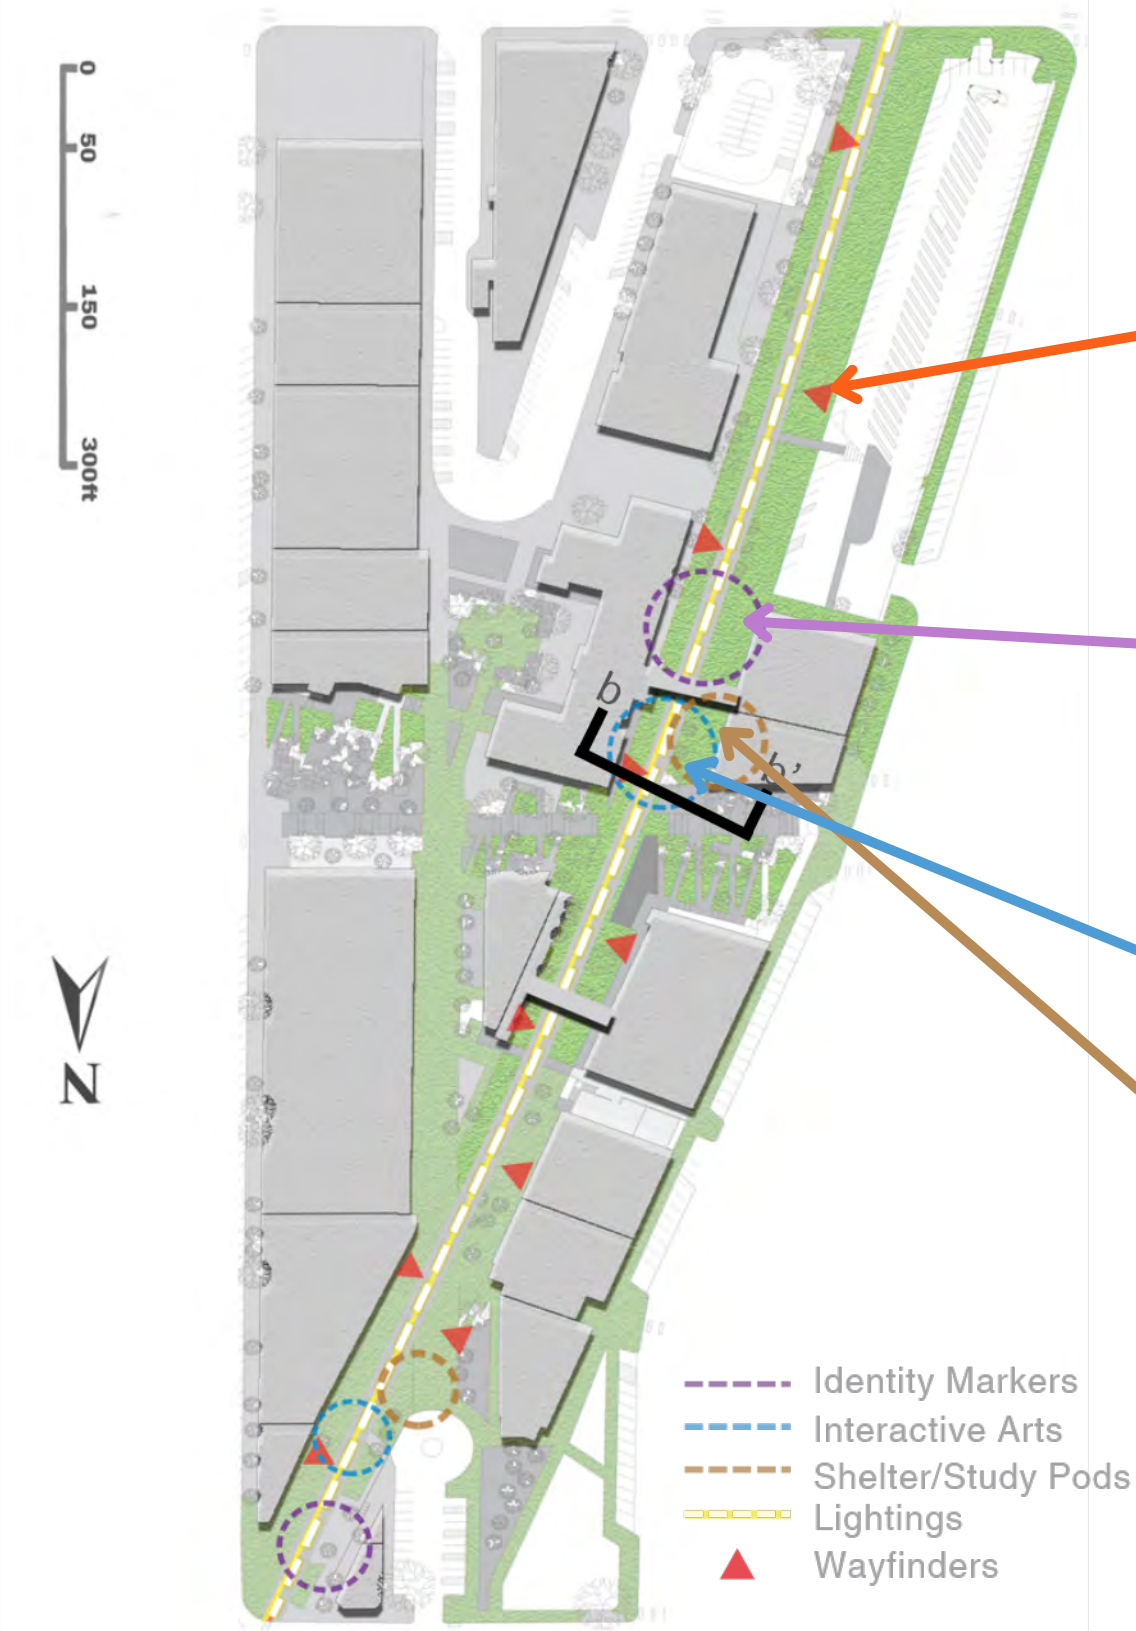 0
50
150
300ft
N
b
b'
Identity Markers
Interactive Arts
Shelter/Study Pods
Lightings
Wayfinders